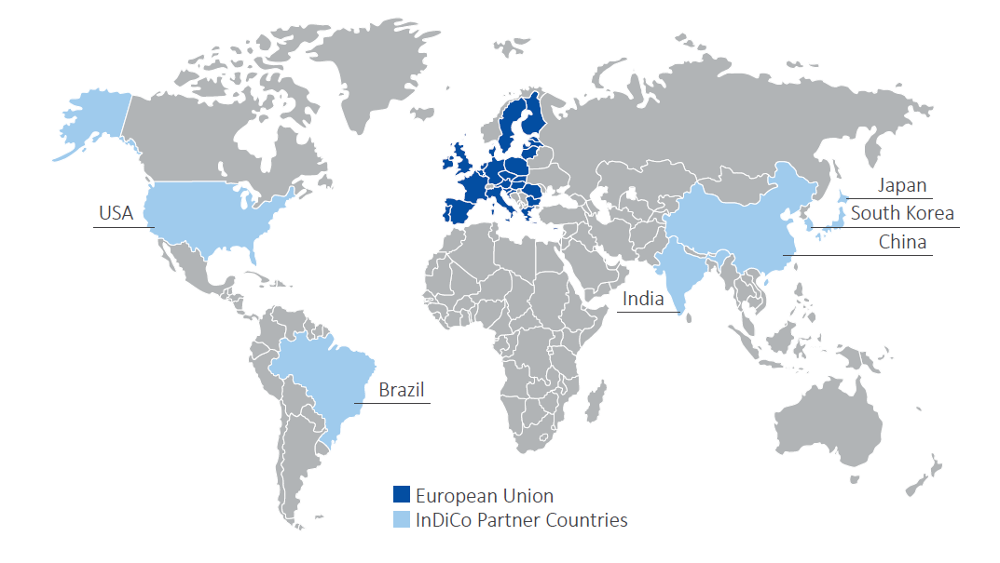 Japan
USA
South Korea
China
India
Brazil
European Union
InDiCo Partner Countries